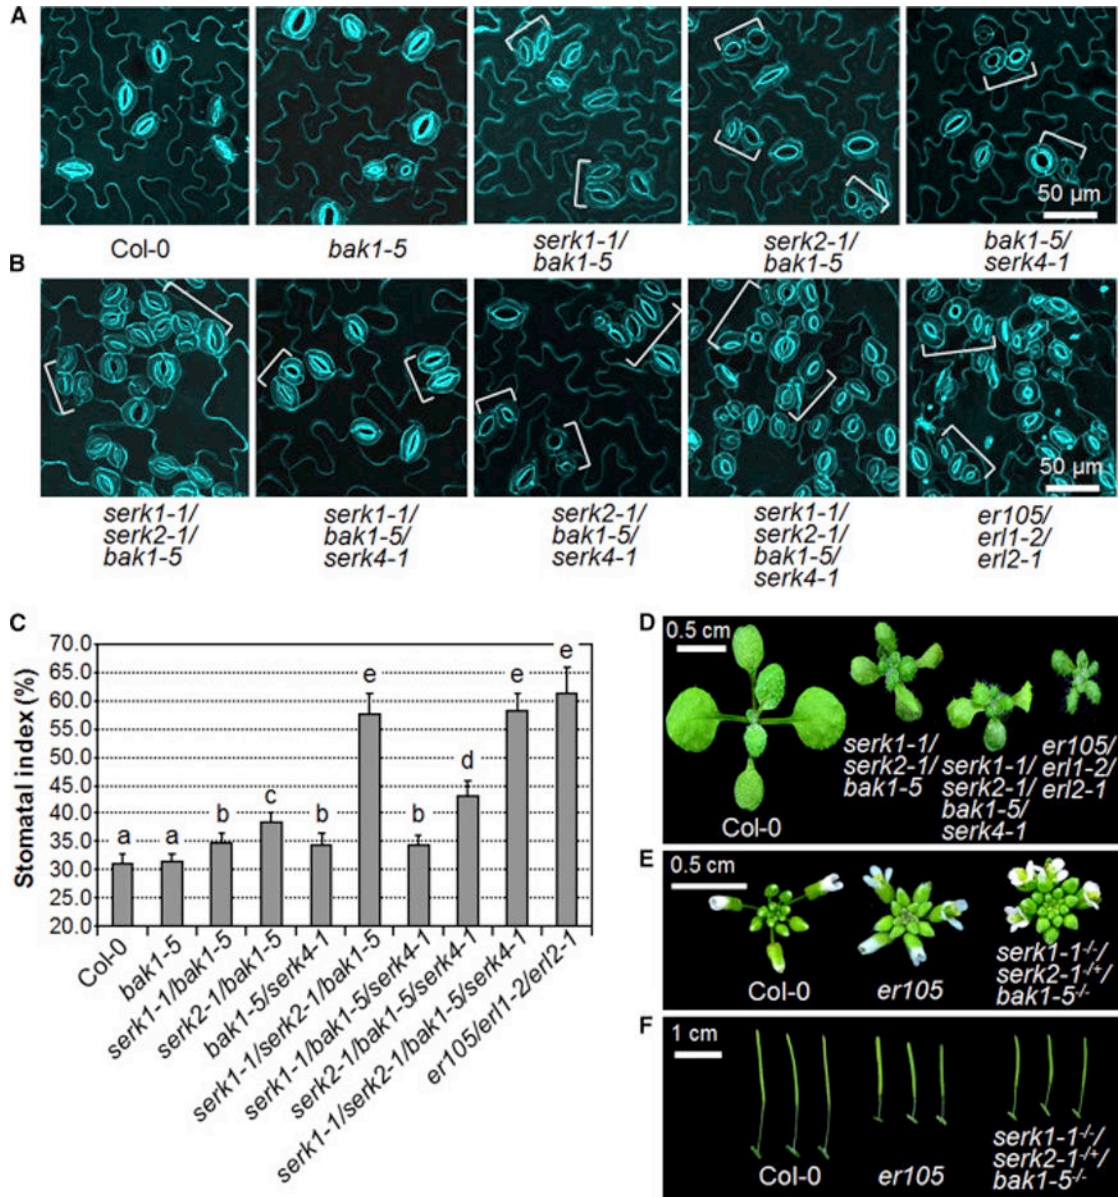 A
Col-0
bak1-5
serk1-1/
bak1-5
serk2-1/
bak1-5
bak1-5/
serk4-1
50 µm
B
serk1-1/
serk2-1/
bak1-5
serk1-1/
bak1-5/
serk4-1
serk2-1/
bak1-5/
serk4-1
serk1-1/
serk2-1/
bak1-5/
serk4-1
er105/
erl1-2/
erl2-1
50 µm
C
Stomatal index (%)
70.0
65.0
60.0
55.0
50.0
45.0
40.0
35.0
30.0
25.0
20.0
a
a
b
c
b
e
b
d
e
e
Col-0
bak1-5
serk1-1/bak1-5
serk2-1/bak1-5
bak1-5/serk4-1
serk1-1/serk2-1/bak1-5
serk1-1/bak1-5/serk4-1
serk2-1/bak1-5/serk4-1
serk1-1/serk2-1/bak1-5/serk4-1
er105/erl1-2/erl2-1
D
0.5 cm
Col-0
serk1-1/
serk2-1/
bak1-5
serk1-1/
serk2-1/
bak1-5/
serk4-1
er105/
erl1-2/
erl2-1
E
0.5 cm
Col-0
er105
serk1-1-/-/
serk2-1-/+/
bak1-5-/-
F
1 cm
Col-0
er105
serk1-1-/-/
serk2-1-/+/
bak1-5-/-